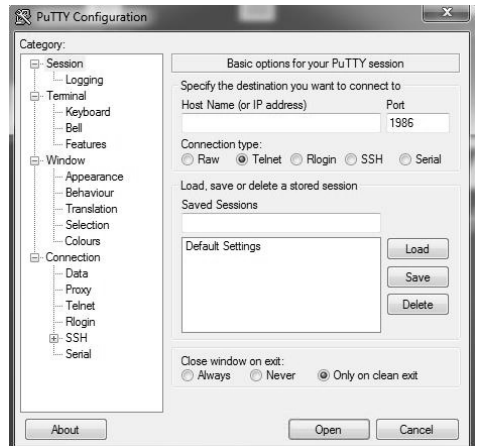 PuTTY Configuration
Category:
Session
Logging
Terminal
Keyboard
Bell
Features
Window
Appearance
Behaviour
Translation
Selection
Colours
Connection
Data
Proxy
Telnet
Rlogin
SSH
Serial
Basic options for your PuTTY session
Specify the destination you want to connect to
Host Name (or IP address) Port
1986
Connection type:
Raw Telnet Rlogin SSH Serial
Load, save or delete a stored session
Saved Sessions
Default Settings
Load
Save
Delete
Close window on exit:
Always Never Only on clean exit
About Open Cancel